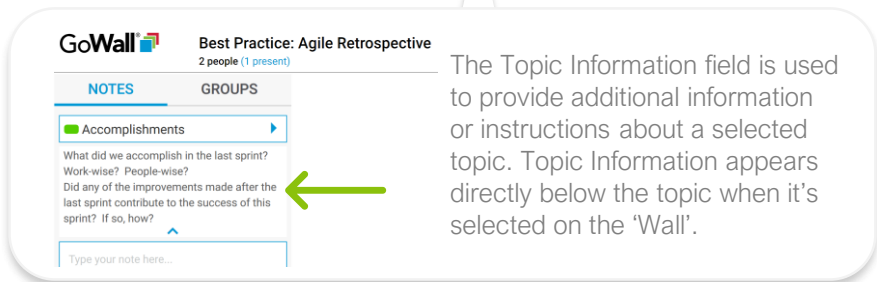 GoWall
Best Practice: Agile Retrospective
2 people (1 present)
NOTES
GROUPS
Accomplishments
What did we accomplish in the last sprint?
Work-wise? People-wise?
Did any of the improvements made after the
last sprint contribute to the success of this
sprint? If so, how?
Type your note here...
The Topic Information field is used
to provide additional information
or instructions about a selected
topic. Topic Information appears
directly below the topic when it's
selected on the ‘Wall’.